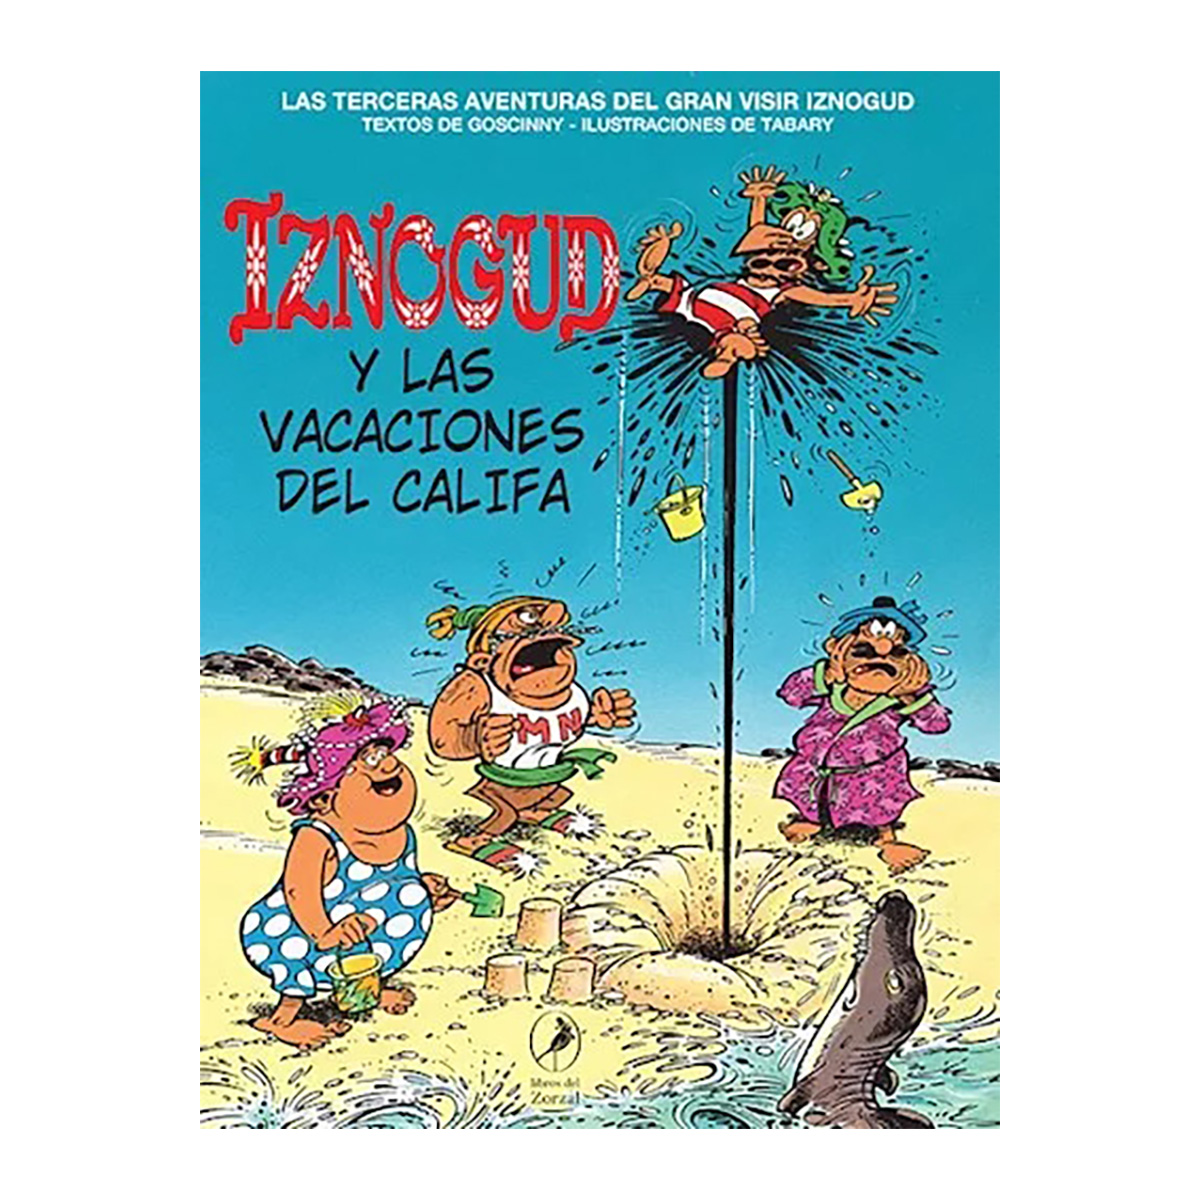 LAS TERCERAS AVENTURAS DEL GRAN VISIR IZNOGUD
TEXTOS DE GOSCINNY - ILUSTRACIONES DE TABARY
IZNOGUD
Y LAS
VACACIONES
DEL CALIFA
MN
libros del
Zorzal